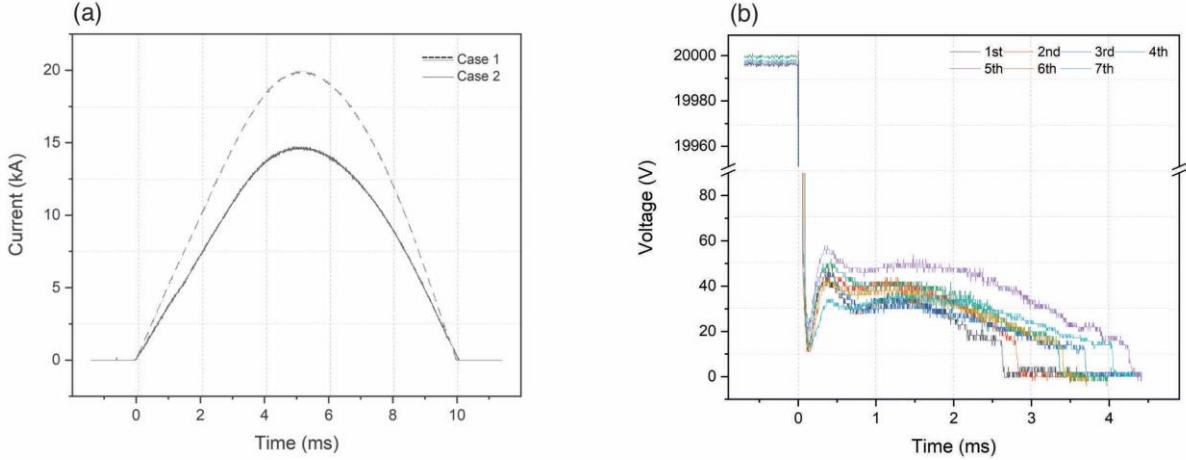 (a)
20
15
10
5
0
Current (kA)
Case 1
Case 2
0 2 4 6 8 10
Time (ms)
(b)
20000
19980
19960
80
60
40
20
0
Voltage (V)
1st 2nd 3rd 4th
5th 6th 7th
0 1 2 3 4
Time (ms)